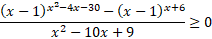 ((x − 1)^{x²−4x−30} − (x − 1)^{x+6}) / (x² − 10x + 9) ≥ 0